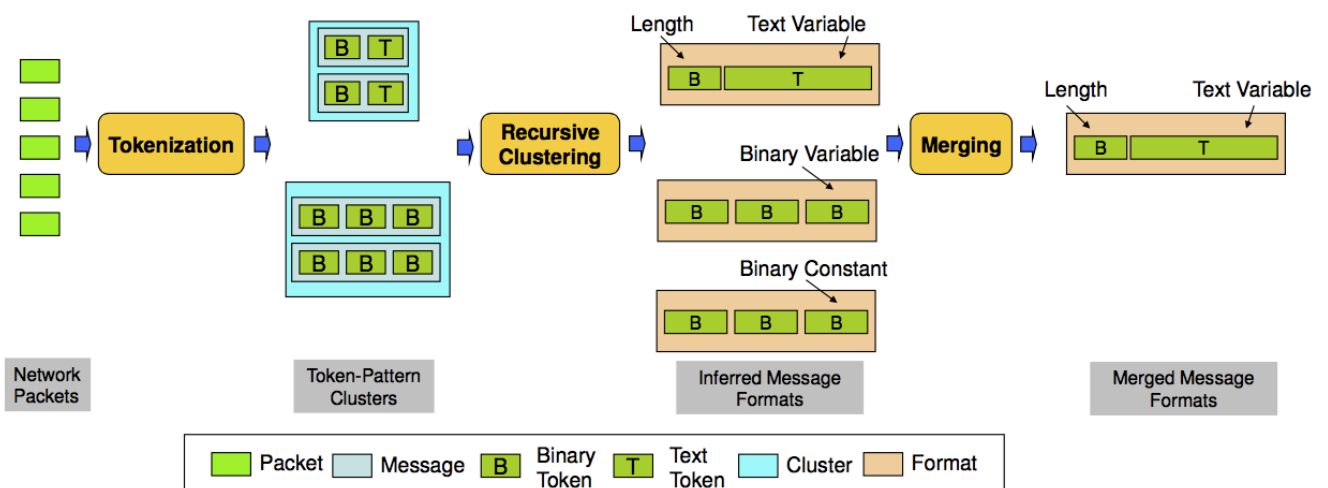 Length
Text Variable
B T
B T
B T
Length
Text Variable
B T
Tokenization
Recursive
Clustering
Merging
Binary Variable
B B B
B B B
B B B
Binary Constant
B B B
Network
Packets
Token-Pattern
Clusters
Inferred Message
Formats
Merged Message
Formats
Packet
Message
B
Binary
Token
T
Text
Token
Cluster
Format